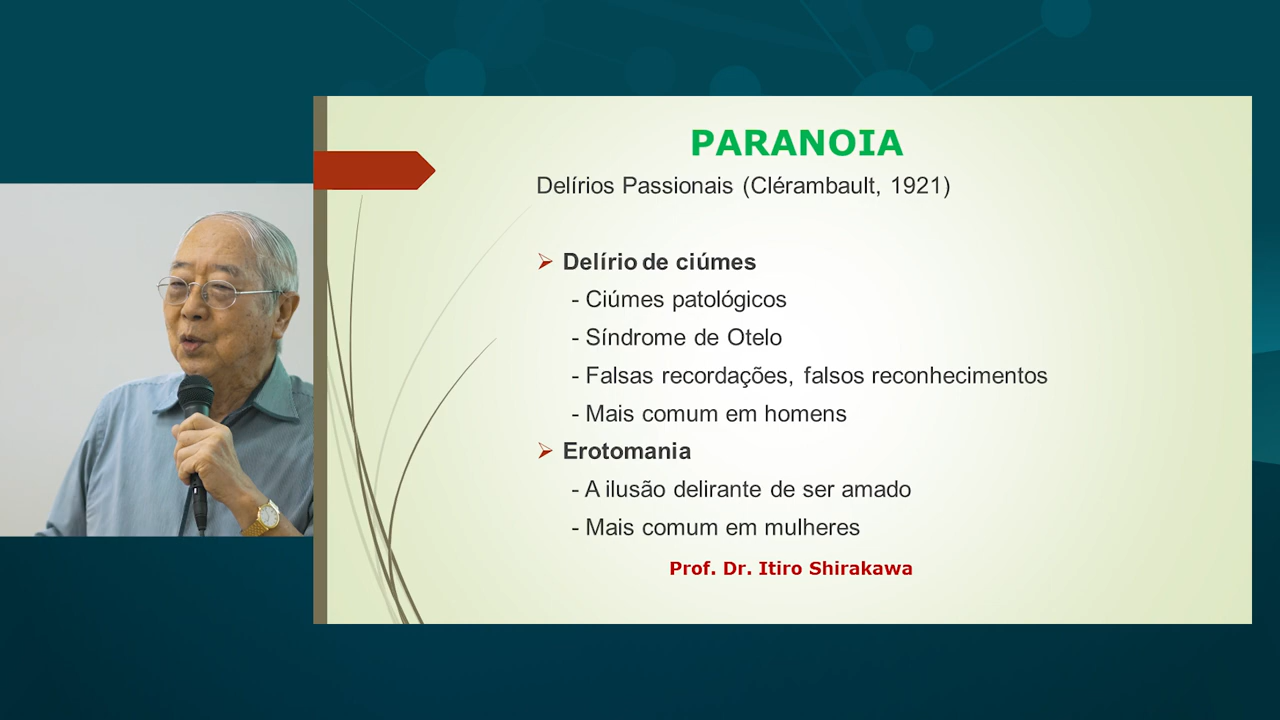 PARANOIA
Delírios Passionais (Clérambault, 1921)
➢ Delírio de ciúmes
- Ciúmes patológicos
- Síndrome de Otelo
- Falsas recordações, falsos reconhecimentos
- Mais comum em homens
➢ Erotomania
- A ilusão delirante de ser amado
- Mais comum em mulheres
Prof. Dr. Itiro Shirakawa